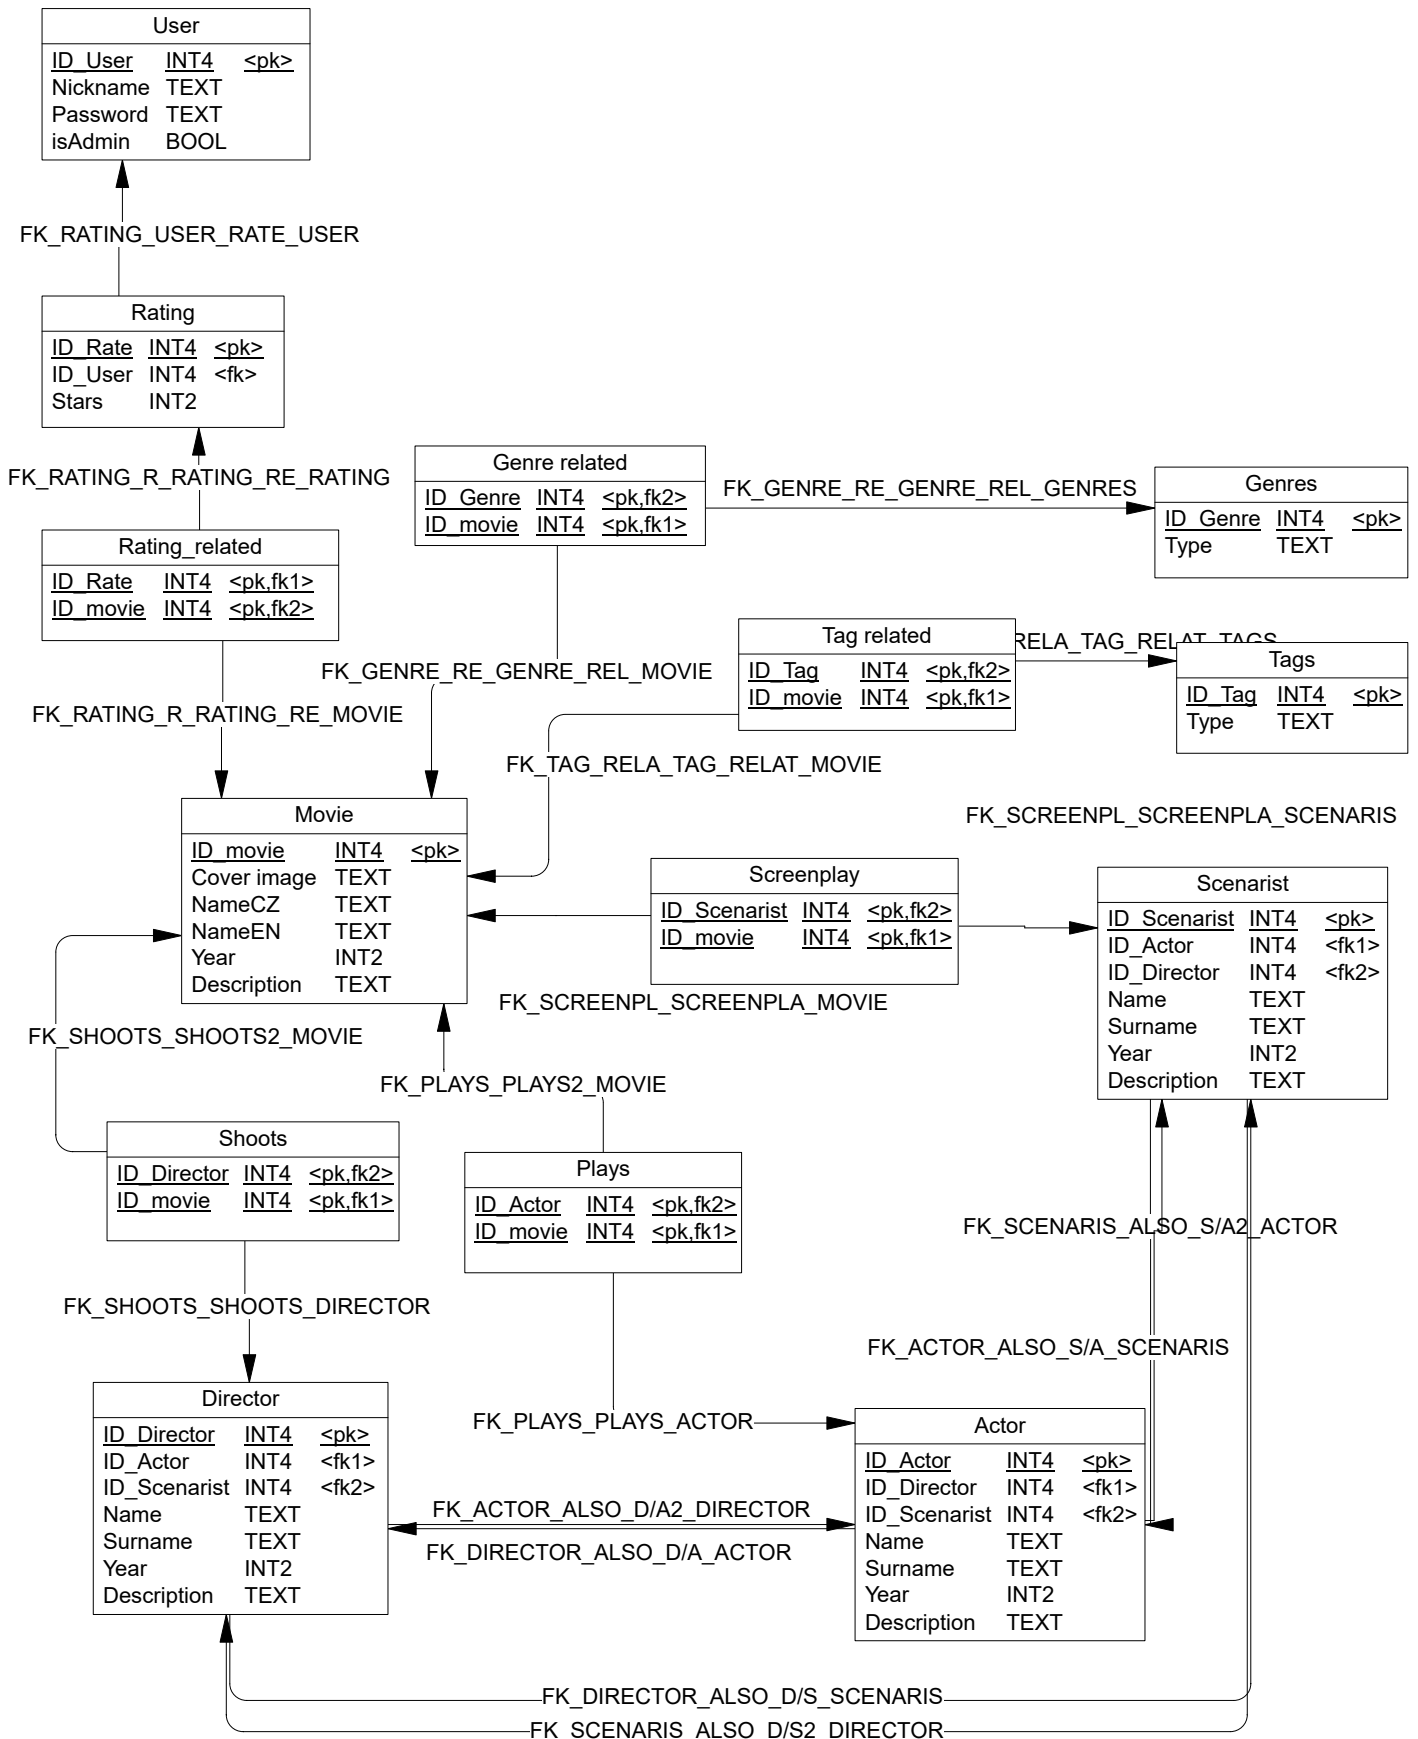 User
ID_User INT4 <pk>
Nickname TEXT
Password TEXT
isAdmin BOOL
FK_RATING_USER_RATE_USER
Rating
ID_Rate INT4 <pk>
ID_User INT4 <fk>
Stars INT2
FK_RATING_R_RATING_RE_RATING
Rating_related
ID_Rate INT4 <pk,fk1>
ID_movie INT4 <pk,fk2>
FK_RATING_R_RATING_RE_MOVIE
Genre related
ID_Genre INT4 <pk,fk2>
ID_movie INT4 <pk,fk1>
FK_GENRE_RE_GENRE_REL_GENRES
Genres
ID_Genre INT4 <pk>
Type TEXT
FK_GENRE_RE_GENRE_REL_MOVIE
Tag related
ID_Tag INT4 <pk,fk2>
ID_movie INT4 <pk,fk1>
RELA_TAG_RELAT_TAGS
Tags
ID_Tag INT4 <pk>
Type TEXT
FK_TAG_RELA_TAG_RELAT_MOVIE
Movie
ID_movie INT4 <pk>
Cover image TEXT
NameCZ TEXT
NameEN TEXT
Year INT2
Description TEXT
FK_SCREENPL_SCREENPLA_SCENARIS
Screenplay
ID_Scenarist INT4 <pk,fk2>
ID_movie INT4 <pk,fk1>
FK_SCREENPL_SCREENPLA_MOVIE
Scenarist
ID_Scenarist INT4 <pk>
ID_Actor INT4 <fk1>
ID_Director INT4 <fk2>
Name TEXT
Surname TEXT
Year INT2
Description TEXT
FK_SHOOTS_SHOOTS2_MOVIE
FK_PLAYS_PLAYS2_MOVIE
Shoots
ID_Director INT4 <pk,fk2>
ID_movie INT4 <pk,fk1>
Plays
ID_Actor INT4 <pk,fk2>
ID_movie INT4 <pk,fk1>
FK_SCENARIS_ALSO_S/A2_ACTOR
FK_SHOOTS_SHOOTS_DIRECTOR
FK_ACTOR_ALSO_S/A_SCENARIS
Director
ID_Director INT4 <pk>
ID_Actor INT4 <fk1>
ID_Scenarist INT4 <fk2>
Name TEXT
Surname TEXT
Year INT2
Description TEXT
FK_PLAYS_PLAYS_ACTOR
Actor
ID_Actor INT4 <pk>
ID_Director INT4 <fk1>
ID_Scenarist INT4 <fk2>
Name TEXT
Surname TEXT
Year INT2
Description TEXT
FK_ACTOR_ALSO_D/A2_DIRECTOR
FK_DIRECTOR_ALSO_D/A_ACTOR
FK_DIRECTOR_ALSO_D/S_SCENARIS
FK_SCENARIS_ALSO_D/S2_DIRECTOR